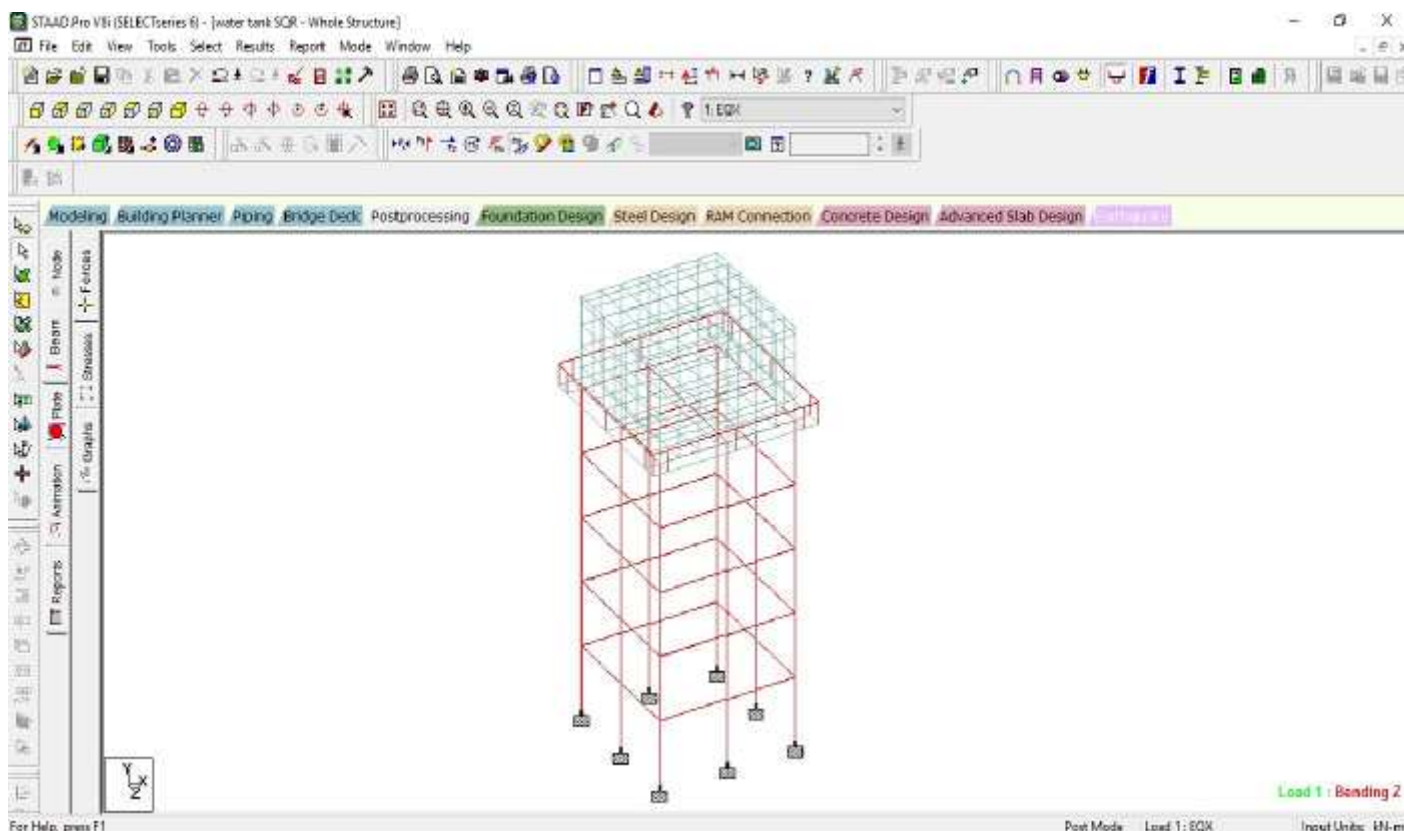 STAAD.Pro V8i (SELECTseries 6) - [water tank SQR - Whole Structure]
File Edit View Tools Select Results Report Mode Window Help
1: EQX
Modeling Building Planner Piping Bridge Deck Postprocessing Foundation Design Steel Design RAM Connection Concrete Design Advanced Slab Design
Node
Beam
Plate
Animation
Reports
Forces
Stresses
Graphs
Y
X
Z
Load 1 : Bending Z
For Help, press F1
Post Mode Load 1: EQX Input Units: kN-m